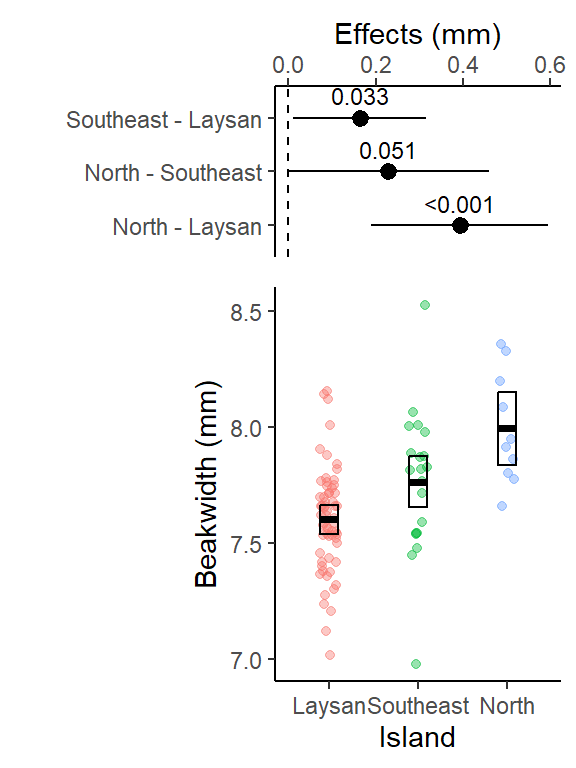 Effects (mm)
0.0 0.2 0.4 0.6
0.033
Southeast - Laysan
0.051
North - Southeast
<0.001
North - Laysan
8.5
8.0
7.5
7.0
Beakwidth (mm)
Laysan Southeast North
Island